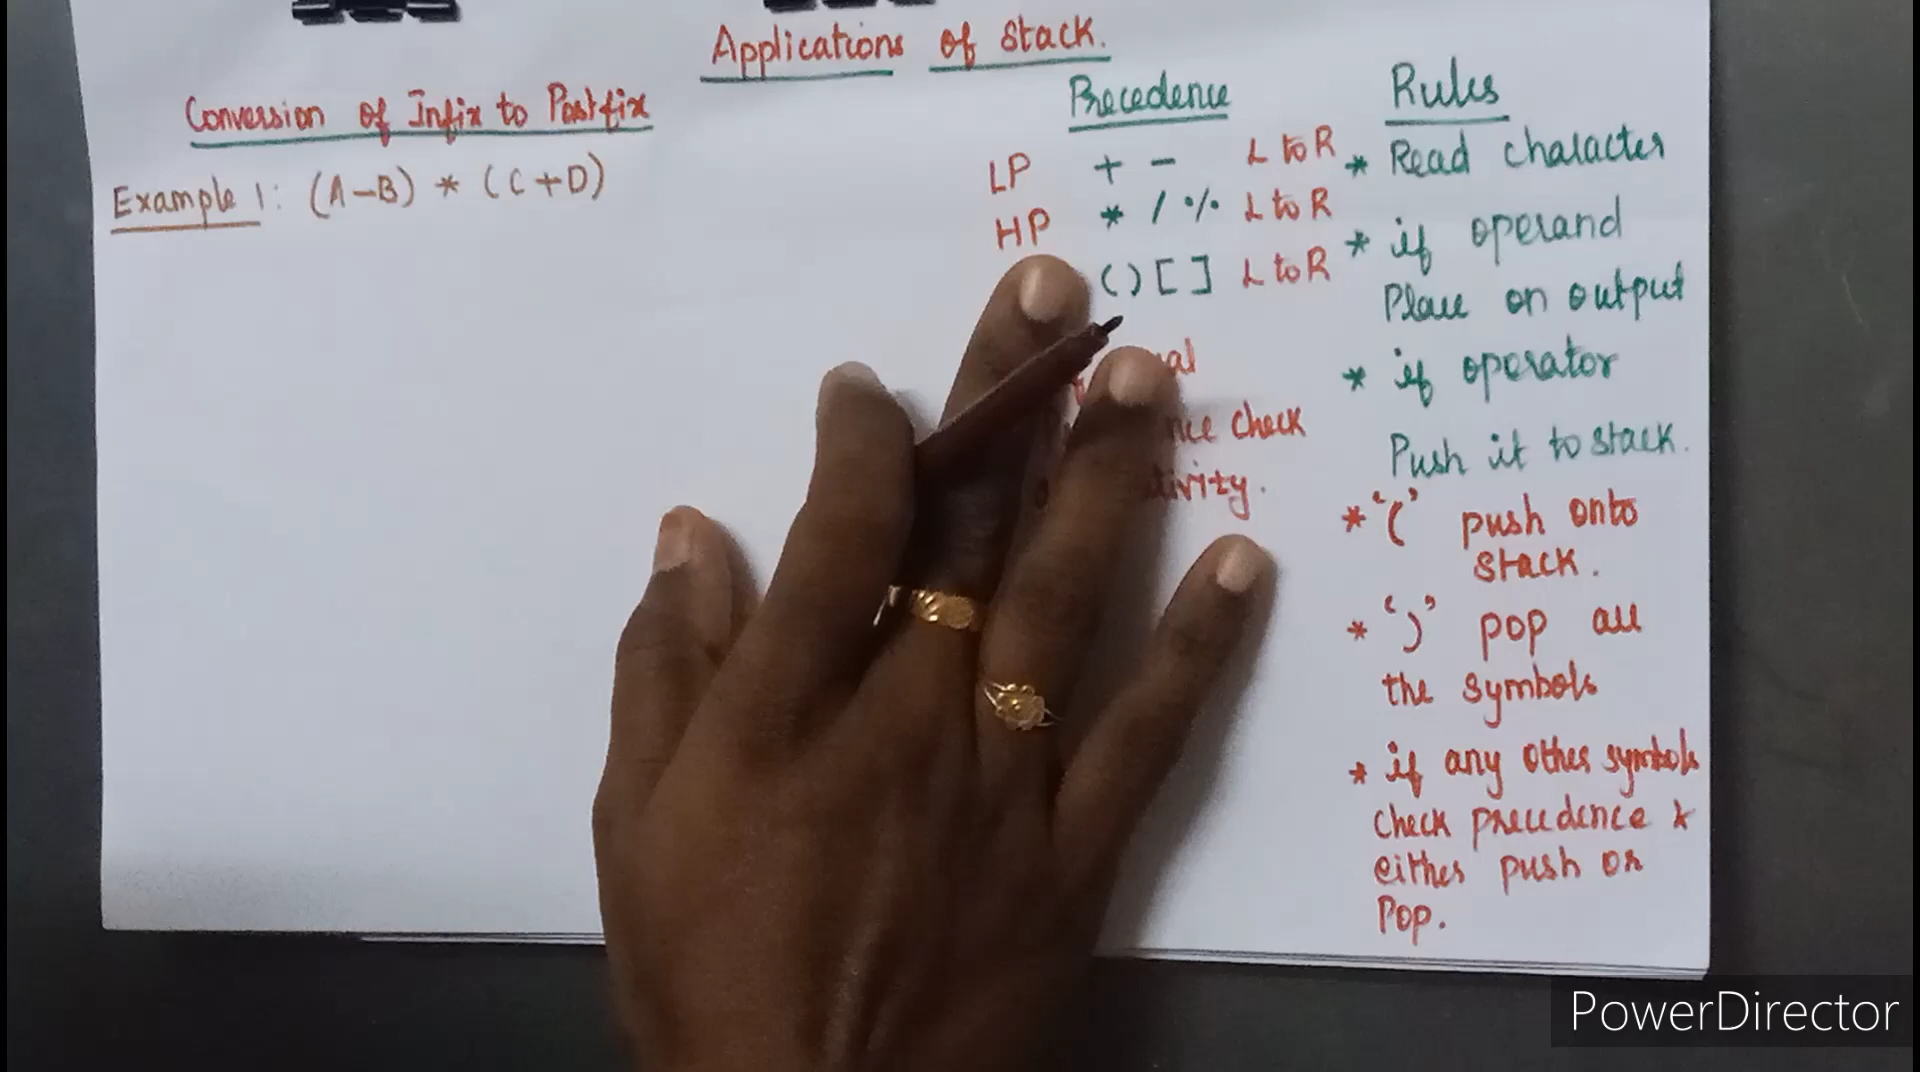 Applications of Stack.
Conversion of Infix to Postfix
Example 1: (A-B) * (C+D)
Precedence
LP + - L to R
HP * / % L to R
( ) [ ] L to R
check
Rules
* Read character
* if operand
Place on output
* if operator
Push it to stack.
* '(' push onto
stack.
* ')' pop all
the symbols
* if any other symbols
check precedence &
either push or
Pop.
PowerDirector